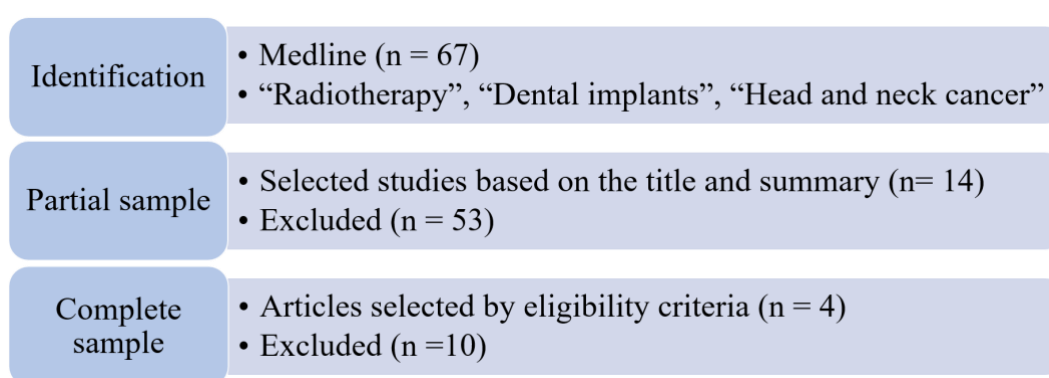 Identification
• Medline (n = 67)
• “Radiotherapy”, “Dental implants”, “Head and neck cancer”
Partial sample
• Selected studies based on the title and summary (n= 14)
• Excluded (n = 53)
Complete
sample
• Articles selected by eligibility criteria (n = 4)
• Excluded (n =10)